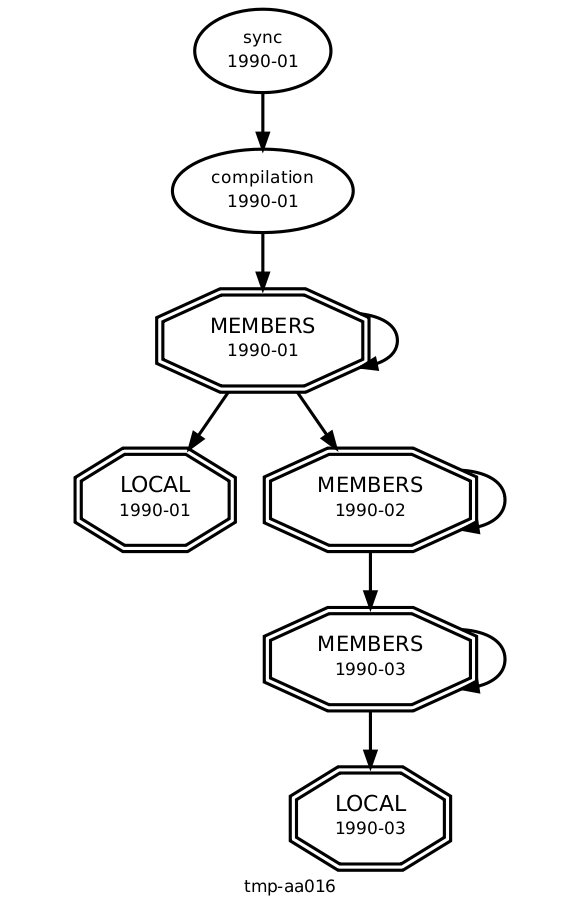 sync
1990-01
compilation
1990-01
MEMBERS
1990-01
LOCAL
1990-01
MEMBERS
1990-02
MEMBERS
1990-03
LOCAL
1990-03
tmp-aa016